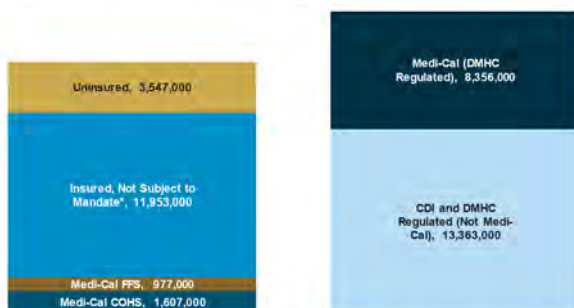 Uninsured, 3,547,000
Insured, Not Subject to
Mandate*, 11,953,000
Medi-Cal FFS, 977,000
Medi-Cal COHS, 1,607,000
Medi-Cal (DMHC
Regulated), 8,356,000
CDI and DMHC
Regulated (Not Medi-
Cal), 13,363,000